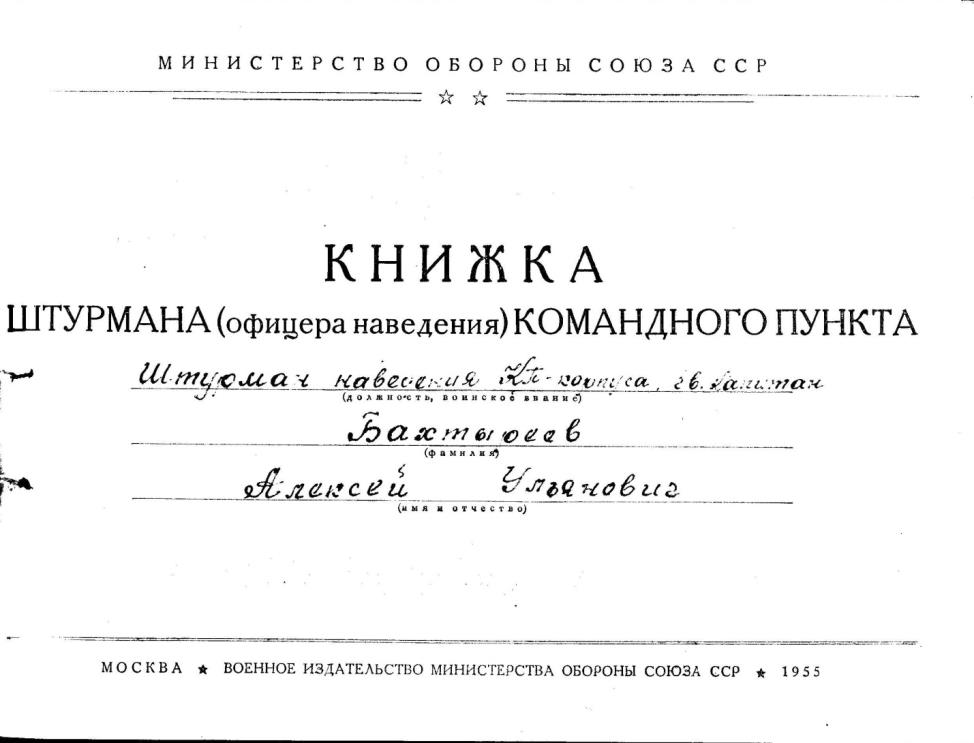 МИНИСТЕРСТВО ОБОРОНЫ СОЮЗА ССР
☆ ☆
КНИЖКА
ШТУРМАНА (офицера наведения) КОМАНДНОГО ПУНКТА
Штурман наведения КП-корпуса, гв. капитан
(должность, воинское звание)
Бахтыреев
(фамилия)
Алексей Ульянович
(имя и отчество)
МОСКВА ★ ВОЕННОЕ ИЗДАТЕЛЬСТВО МИНИСТЕРСТВА ОБОРОНЫ СОЮЗА ССР ★ 1955